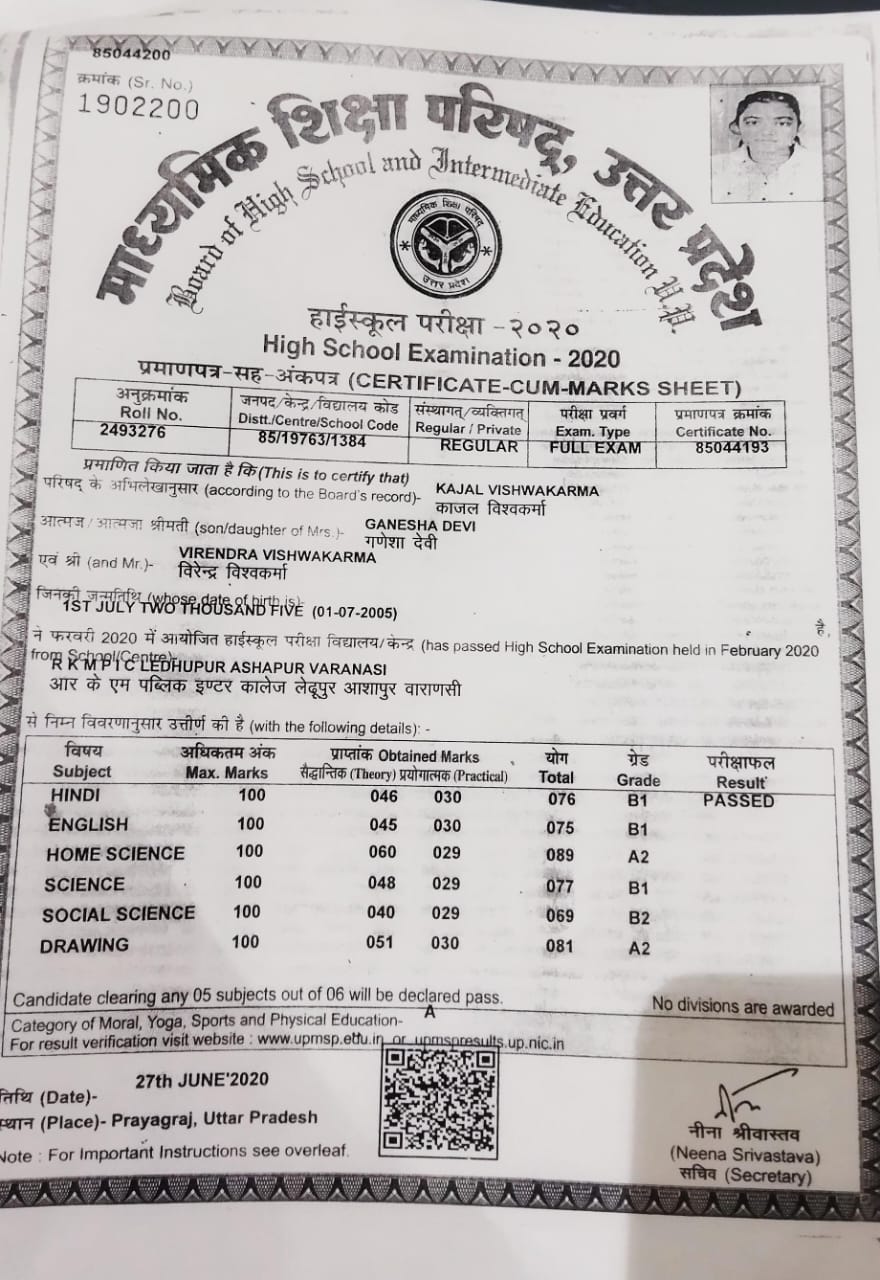 85044200
क्रमांक (Sr. No.)
1902200
माध्यमिक शिक्षा परिषद्, उत्तर प्रदेश
Board of High School and Intermediate Education U.P.
माध्यमिक शिक्षा परिषद्
उत्तर प्रदेश
हाईस्कूल परीक्षा -२०२०
High School Examination - 2020
प्रमाणपत्र-सह-अंकपत्र (CERTIFICATE-CUM-MARKS SHEET)
अनुक्रमांक जनपद/केन्द्र/विद्यालय कोड संस्थागत/व्यक्तिगत परीक्षा प्रवर्ग प्रमाणपत्र क्रमांक
Roll No. Distt./Centre/School Code Regular / Private Exam. Type Certificate No.
2493276 85/19763/1384 REGULAR FULL EXAM 85044193
प्रमाणित किया जाता है कि (This is to certify that)
परिषद के अभिलेखानुसार (according to the Board's record)- KAJAL VISHWAKARMA
काजल विश्वकर्मा
आत्मज/आत्मजा श्रीमती (son/daughter of Mrs.)- GANESHA DEVI
गणेशा देवी
एवं श्री (and Mr.)- VIRENDRA VISHWAKARMA
विरेन्द्र विश्वकर्मा
जिनकी जन्मतिथि (whose date of birth is)
1ST JULY TWO THOUSAND FIVE (01-07-2005) है,
ने फरवरी 2020 में आयोजित हाईस्कूल परीक्षा विद्यालय/केन्द्र (has passed High School Examination held in February 2020
from School/Centre)
R K M P I C LEDHUPUR ASHAPUR VARANASI
आर के एम पब्लिक इण्टर कालेज लेढूपुर आशापुर वाराणसी
से निम्न विवरणानुसार उत्तीर्ण की है (with the following details): -
विषय अधिकतम अंक प्राप्तांक Obtained Marks योग ग्रेड परीक्षाफल
Subject Max. Marks सैद्धान्तिक (Theory) प्रयोगात्मक (Practical) Total Grade Result
HINDI 100 046 030 076 B1 PASSED
ENGLISH 100 045 030 075 B1
HOME SCIENCE 100 060 029 089 A2
SCIENCE 100 048 029 077 B1
SOCIAL SCIENCE 100 040 029 069 B2
DRAWING 100 051 030 081 A2
Candidate clearing any 05 subjects out of 06 will be declared pass. No divisions are awarded
Category of Moral, Yoga, Sports and Physical Education- A
For result verification visit website : www.upmsp.edu.in or upmspresults.up.nic.in
तिथि (Date)- 27th JUNE'2020
स्थान (Place)- Prayagraj, Uttar Pradesh
Note : For Important Instructions see overleaf.
नीना श्रीवास्तव
(Neena Srivastava)
सचिव (Secretary)